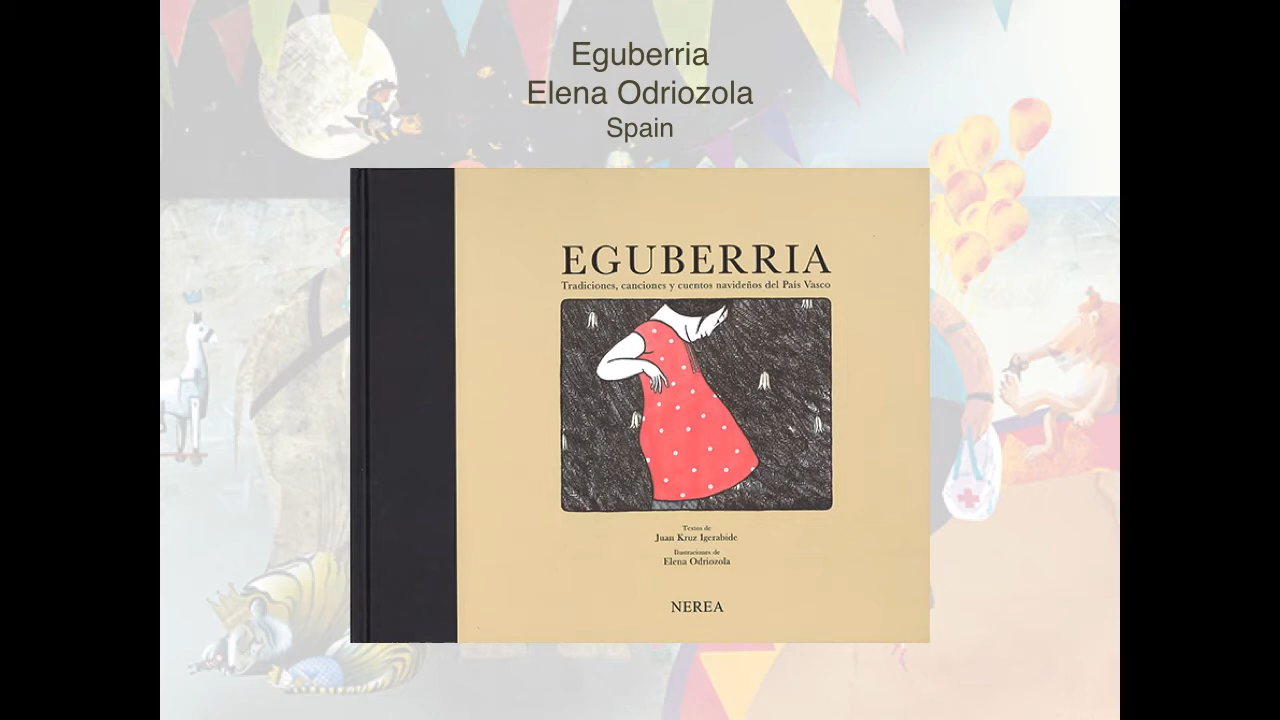 Eguberria
Elena Odriozola
Spain
EGUBERRIA
Tradiciones, canciones y cuentos navideños del País Vasco
Textos de
Juan Kruz Igerabide
Ilustraciones de
Elena Odriozola
NEREA